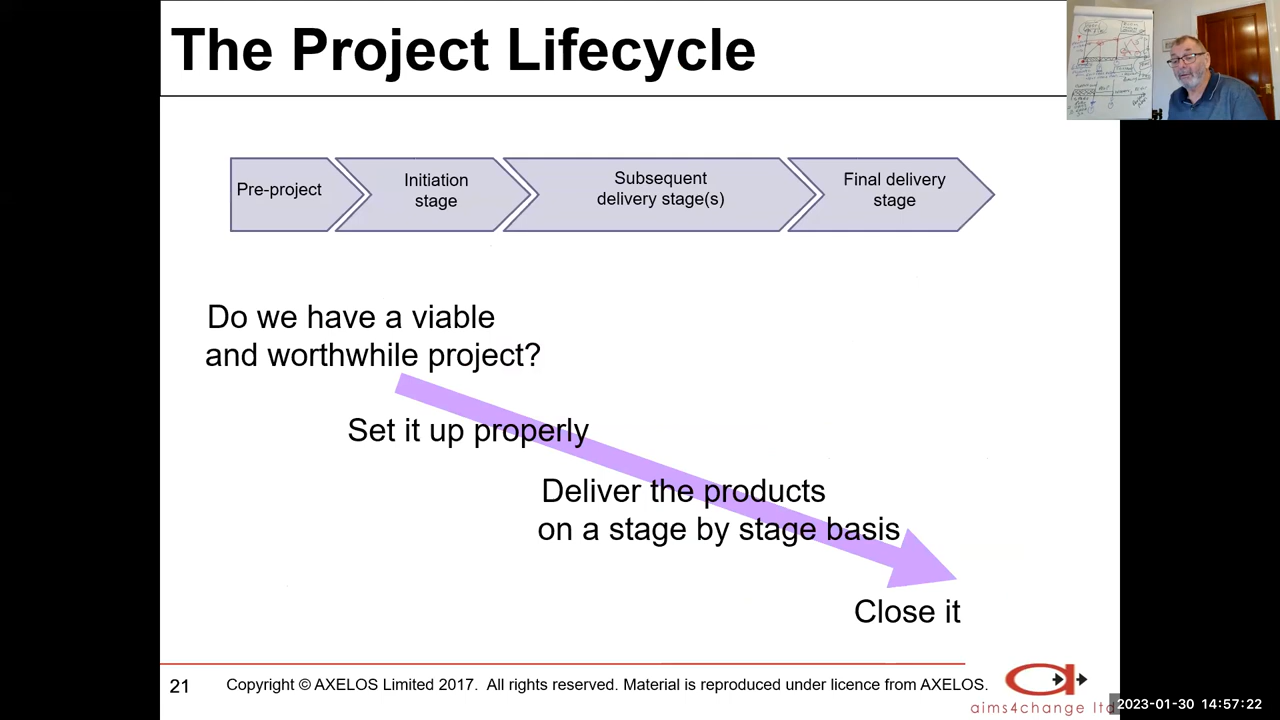 The Project Lifecycle
Pre-project
Initiation
stage
Subsequent
delivery stage(s)
Final delivery
stage
Do we have a viable
and worthwhile project?
Set it up properly
Deliver the products
on a stage by stage basis
Close it
21
Copyright © AXELOS Limited 2017.  All rights reserved. Material is reproduced under licence from AXELOS.
aims4change ltd
2023-01-30 14:57:22